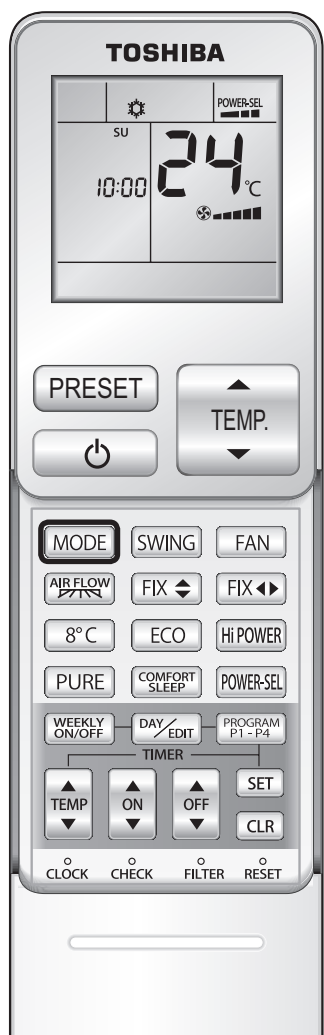 TOSHIBA
POWER-SEL
SU
10:00 24°C
PRESET
TEMP.
MODE SWING FAN
AIR FLOW FIX FIX
8°C ECO Hi POWER
PURE COMFORT SLEEP POWER-SEL
WEEKLY ON/OFF DAY/EDIT PROGRAM P1 - P4
TIMER
TEMP ON OFF SET
CLR
CLOCK CHECK FILTER RESET